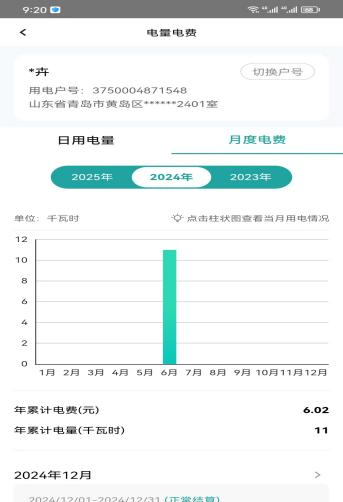 9:20
电量电费
*卉
切换户号
用电户号：3750004871548
山东省青岛市黄岛区******2401室
日用电量 月度电费
2025年 2024年 2023年
单位：千瓦时 点击柱状图查看当月用电情况
12
10
8
6
4
2
0
1月 2月 3月 4月 5月 6月 7月 8月 9月 10月 11月 12月
年累计电费(元) 6.02
年累计电量(千瓦时) 11
2024年12月
2024/12/01-2024/12/31 (正常结算)